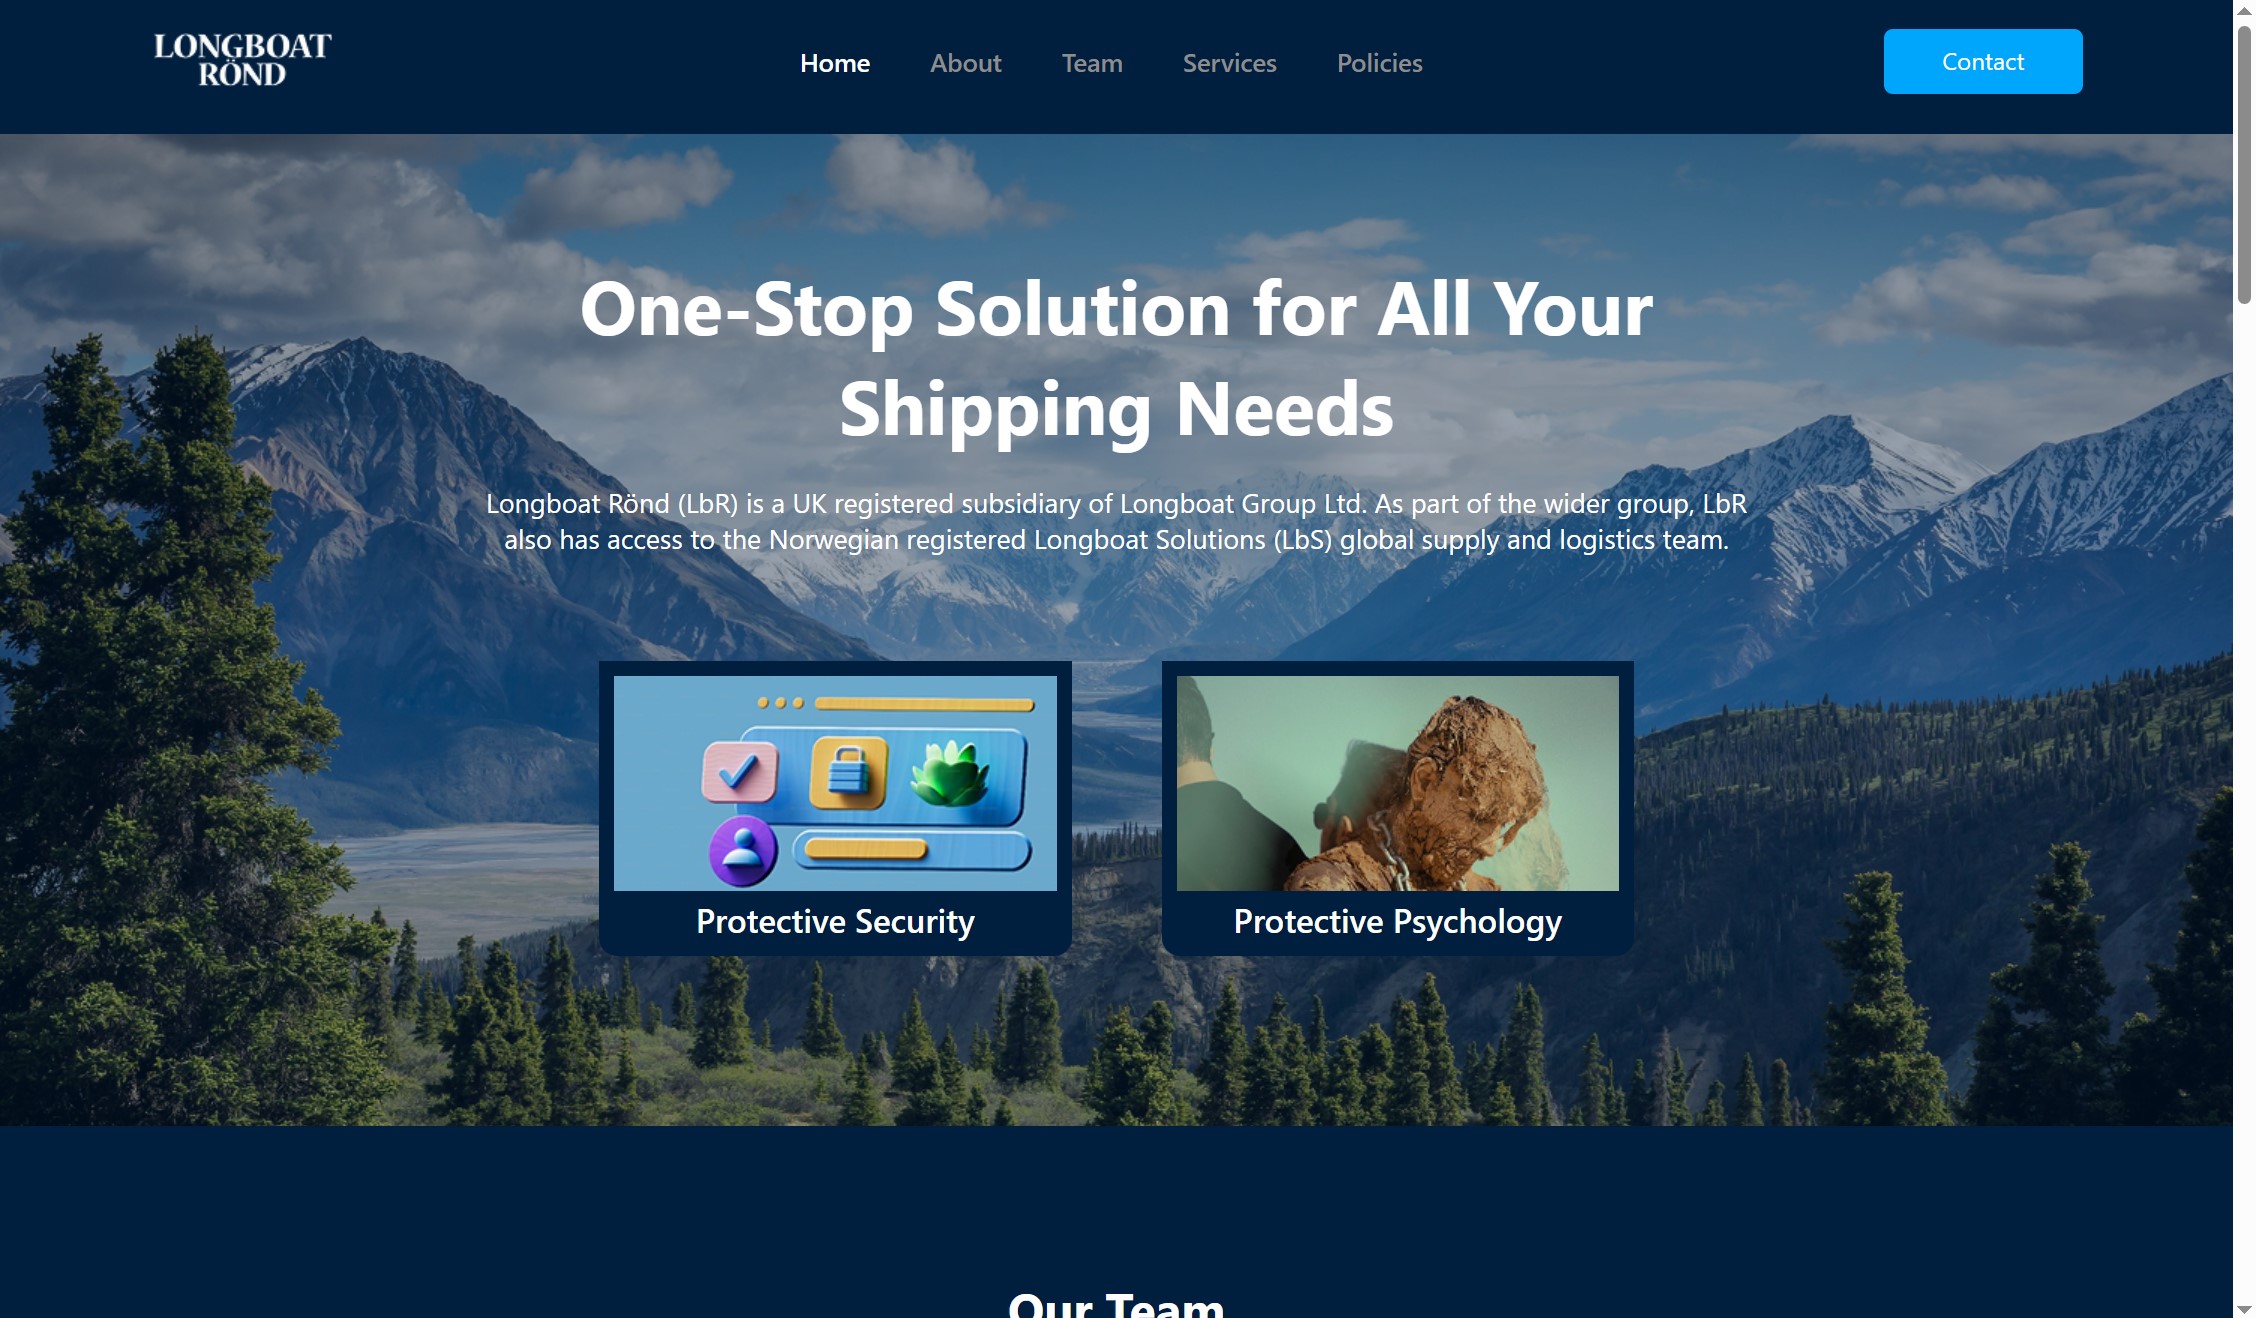 LONGBOAT
RÖND
Home
About
Team
Services
Policies
Contact
One-Stop Solution for All Your
Shipping Needs
Longboat Rönd (LbR) is a UK registered subsidiary of Longboat Group Ltd. As part of the wider group, LbR
also has access to the Norwegian registered Longboat Solutions (LbS) global supply and logistics team.
Protective Security
Protective Psychology
Our Team